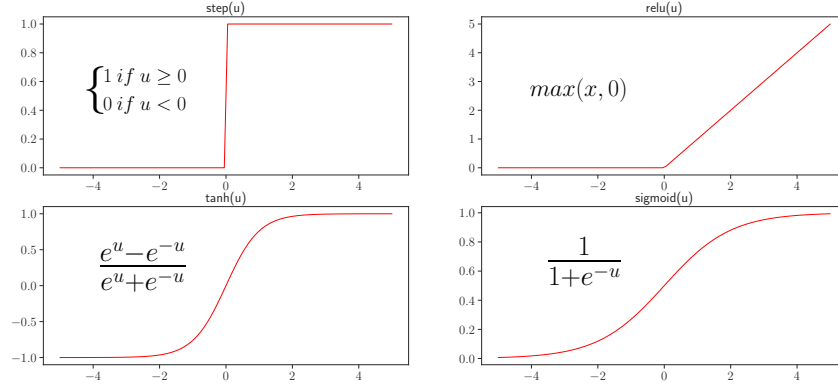 step(u)
1.0
0.8
0.6
0.4
0.2
0.0
{1 if u ≥ 0
0 if u < 0
−4 −2 0 2 4
relu(u)
5
4
3
2
1
0
max(x, 0)
−4 −2 0 2 4
tanh(u)
1.0
0.5
0.0
−0.5
−1.0
e^u−e^−u
e^u+e^−u
−4 −2 0 2 4
sigmoid(u)
1.0
0.8
0.6
0.4
0.2
0.0
1
1+e^−u
−4 −2 0 2 4